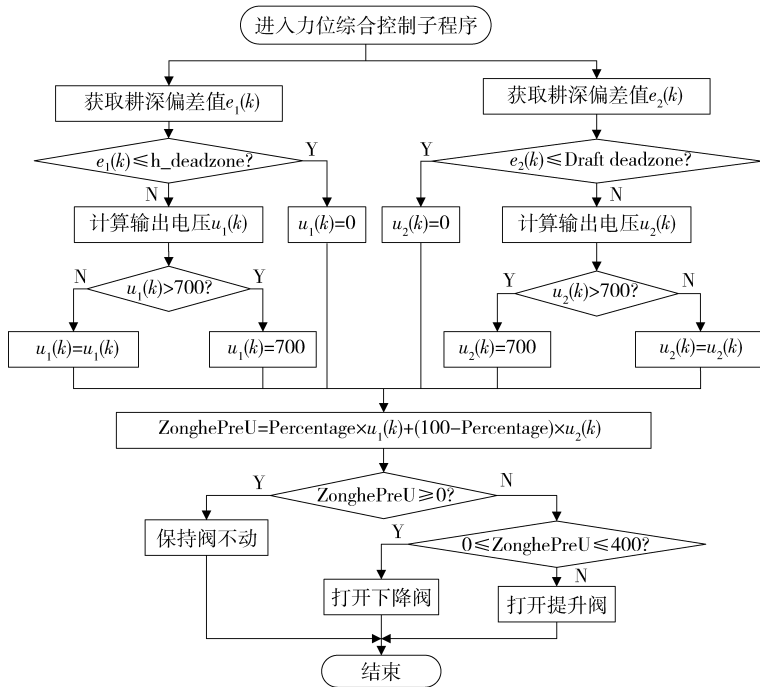 进入力位综合控制子程序
获取耕深偏差值e₁(k)
获取耕深偏差值e₂(k)
e₁(k)≤h_deadzone?
Y
N
e₂(k)≤Draft deadzone?
Y
N
计算输出电压u₁(k)
u₁(k)=0
u₂(k)=0
计算输出电压u₂(k)
N
u₁(k)>700?
Y
Y
u₂(k)>700?
N
u₁(k)=u₁(k)
u₁(k)=700
u₂(k)=700
u₂(k)=u₂(k)
ZonghePreU=Percentage×u₁(k)+(100−Percentage)×u₂(k)
Y
ZonghePreU≥0?
N
保持阀不动
Y
0≤ZonghePreU≤400?
N
打开下降阀
打开提升阀
结束